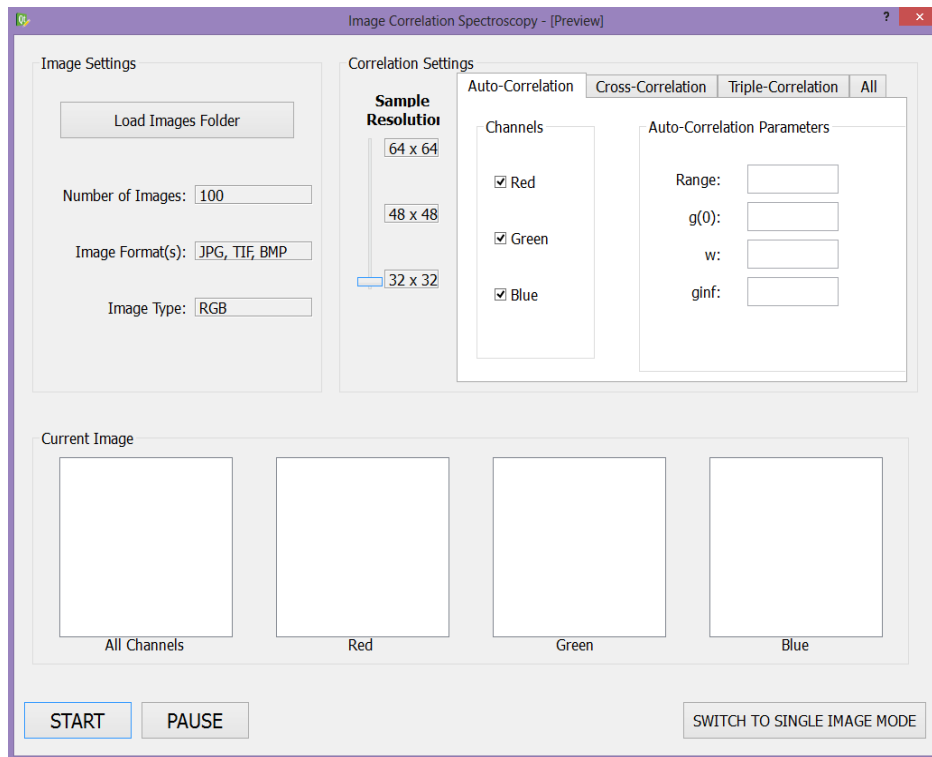 Image Correlation Spectroscopy - [Preview]
?
Image Settings
Load Images Folder
Number of Images: 100
Image Format(s): JPG, TIF, BMP
Image Type: RGB
Correlation Settings
Sample
Resolution
64 x 64
48 x 48
32 x 32
Auto-Correlation Cross-Correlation Triple-Correlation All
Channels
Red
Green
Blue
Auto-Correlation Parameters
Range:
g(0):
w:
ginf:
Current Image
All Channels Red Green Blue
START PAUSE SWITCH TO SINGLE IMAGE MODE